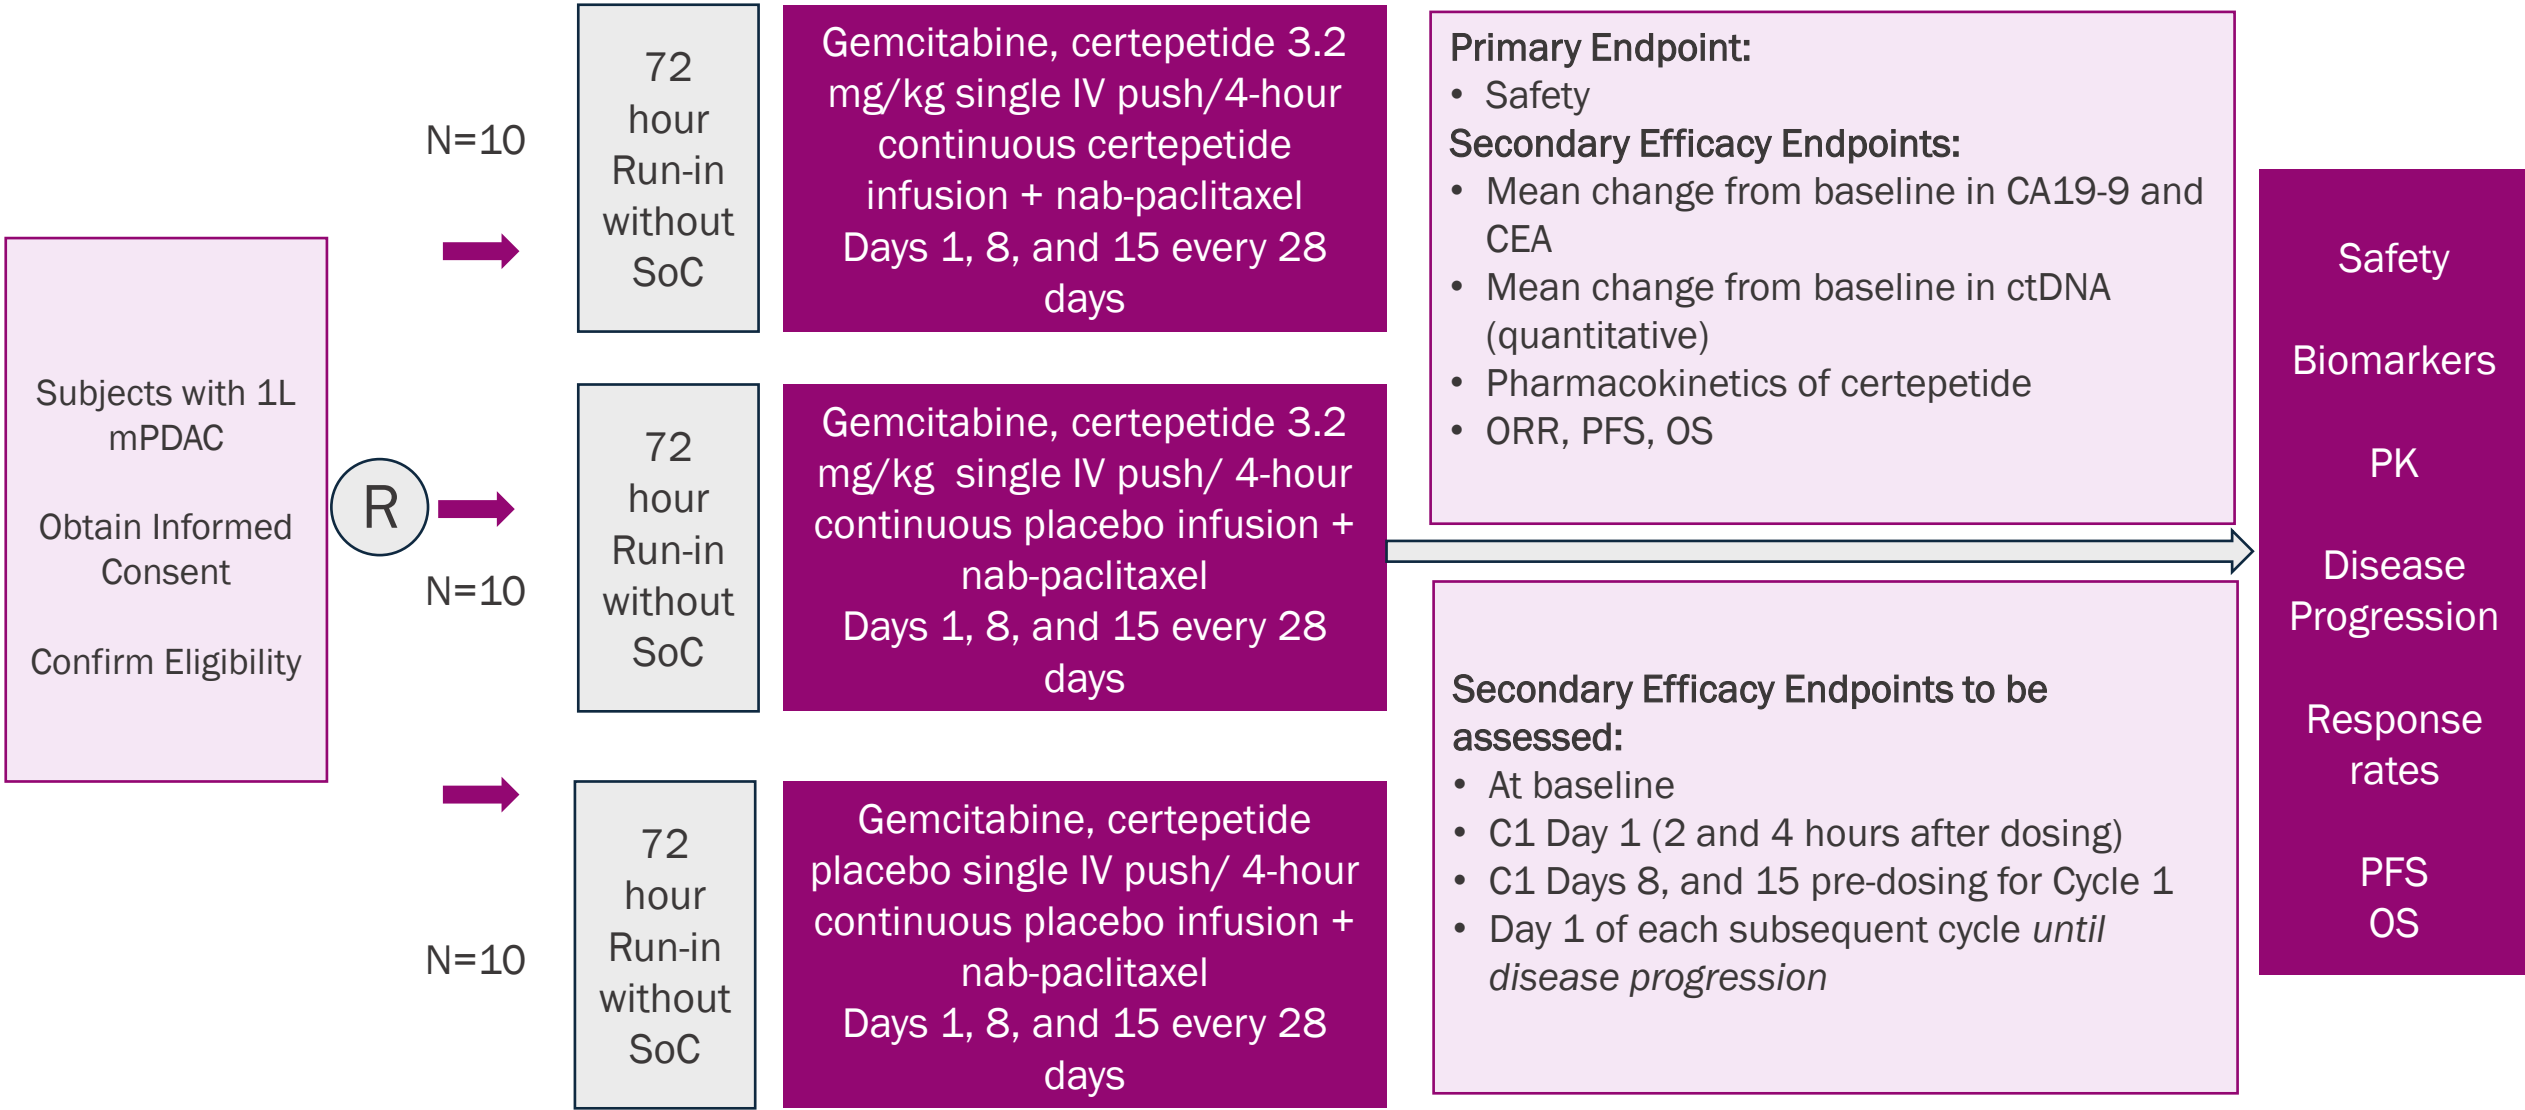 Subjects with 1L
mPDAC
Obtain Informed
Consent
Confirm Eligibility
R
N=10
72
hour
Run-in
without
SoC
Gemcitabine, certepetide 3.2
mg/kg single IV push/4-hour
continuous certepetide
infusion + nab-paclitaxel
Days 1, 8, and 15 every 28
days
N=10
72
hour
Run-in
without
SoC
Gemcitabine, certepetide 3.2
mg/kg single IV push/ 4-hour
continuous placebo infusion +
nab-paclitaxel
Days 1, 8, and 15 every 28
days
N=10
72
hour
Run-in
without
SoC
Gemcitabine, certepetide
placebo single IV push/ 4-hour
continuous placebo infusion +
nab-paclitaxel
Days 1, 8, and 15 every 28
days
Primary Endpoint:
• Safety
Secondary Efficacy Endpoints:
• Mean change from baseline in CA19-9 and
CEA
• Mean change from baseline in ctDNA
(quantitative)
• Pharmacokinetics of certepetide
• ORR, PFS, OS
Secondary Efficacy Endpoints to be
assessed:
• At baseline
• C1 Day 1 (2 and 4 hours after dosing)
• C1 Days 8, and 15 pre-dosing for Cycle 1
• Day 1 of each subsequent cycle until
disease progression
Safety
Biomarkers
PK
Disease
Progression
Response
rates
PFS
OS